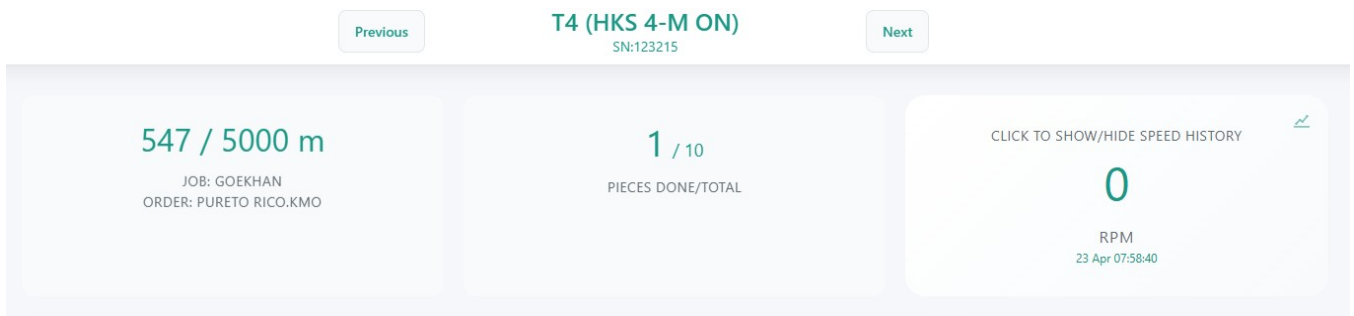 Previous
T4 (HKS 4-M ON)
SN:123215
Next
547 / 5000 m
JOB: GOEKHAN
ORDER: PURETO RICO.KMO
1 / 10
PIECES DONE/TOTAL
CLICK TO SHOW/HIDE SPEED HISTORY
0
RPM
23 Apr 07:58:40